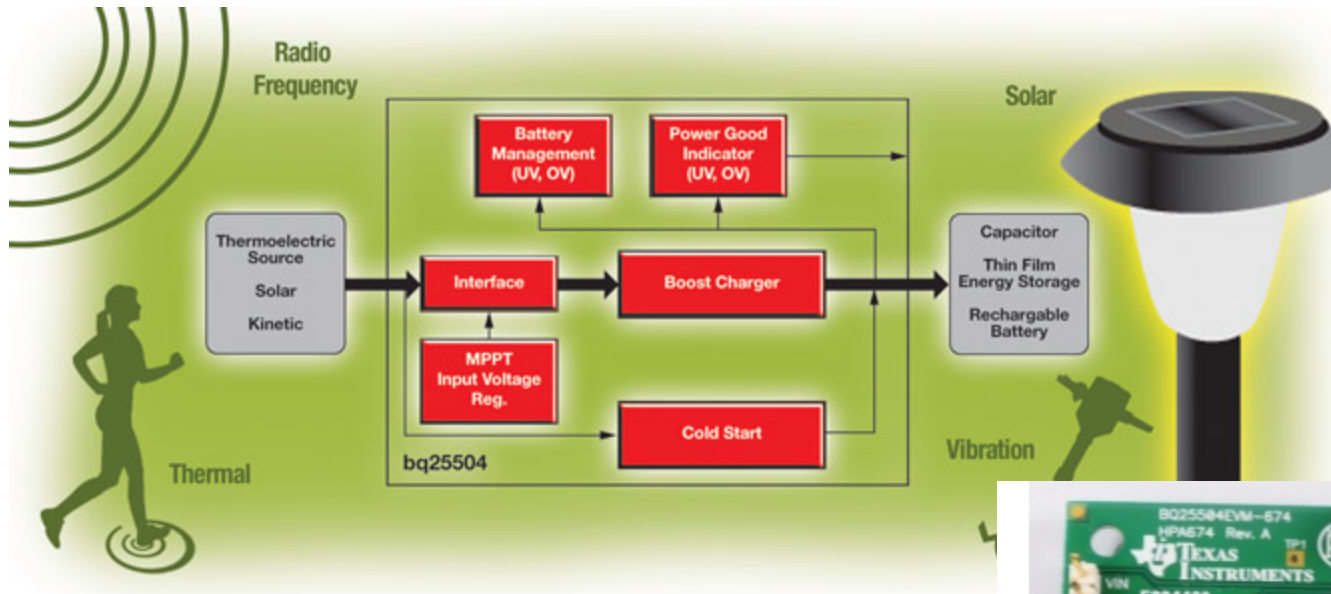 Radio
Frequency
Solar
Battery
Management
(UV, OV)
Power Good
Indicator
(UV, OV)
Thermoelectric
Source
Solar
Kinetic
Interface
Boost Charger
Capacitor
Thin Film
Energy Storage
Rechargable
Battery
MPPT
Input Voltage
Reg.
Cold Start
bq25504
Thermal
Vibration
BQ25504EVM-674
HPA674 Rev. A
TP1
TEXAS
INSTRUMENTS
VIN